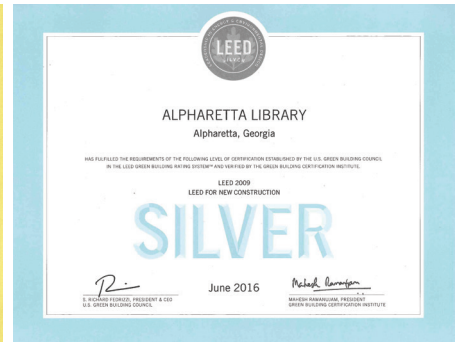 LEED
ALPHARETTA LIBRARY
Alpharetta, Georgia
HAS FULFILLED THE REQUIREMENTS OF THE FOLLOWING LEVEL OF CERTIFICATION ESTABLISHED BY THE U.S. GREEN BUILDING COUNCIL
IN THE LEED GREEN BUILDING RATING SYSTEM™ AND VERIFIED BY THE GREEN BUILDING CERTIFICATION INSTITUTE.
LEED 2009
LEED FOR NEW CONSTRUCTION
SILVER
June 2016
S. RICHARD FEDRIZZI, PRESIDENT & CEO
U.S. GREEN BUILDING COUNCIL
Mahesh Ramanujam
MAHESH RAMANUJAM, PRESIDENT
GREEN BUILDING CERTIFICATION INSTITUTE